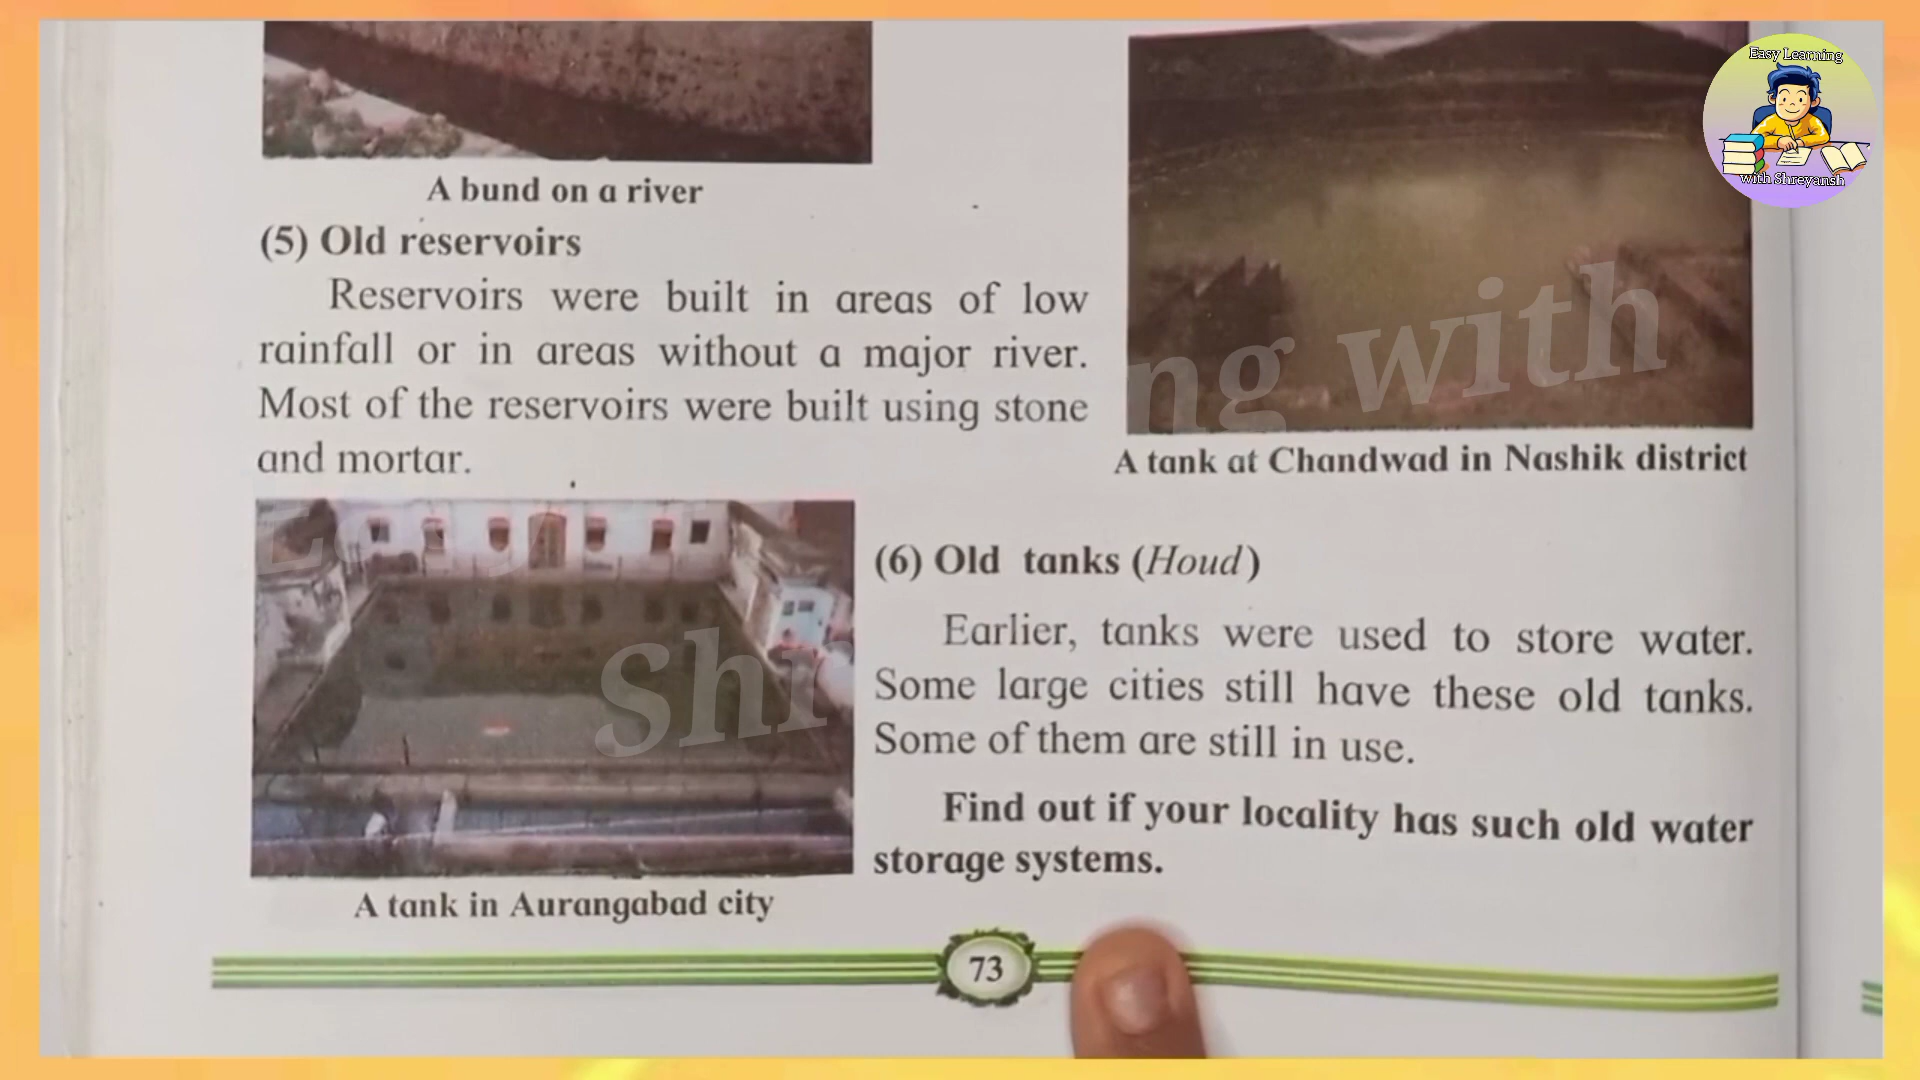 Easy Learning
with Shreyansh
A bund on a river
(5) Old reservoirs
Reservoirs were built in areas of low
rainfall or in areas without a major river.
Most of the reservoirs were built using stone
and mortar.
A tank at Chandwad in Nashik district
(6) Old tanks (Houd)
Earlier, tanks were used to store water.
Some large cities still have these old tanks.
Some of them are still in use.
Find out if your locality has such old water
storage systems.
A tank in Aurangabad city
73
ng with
Shr